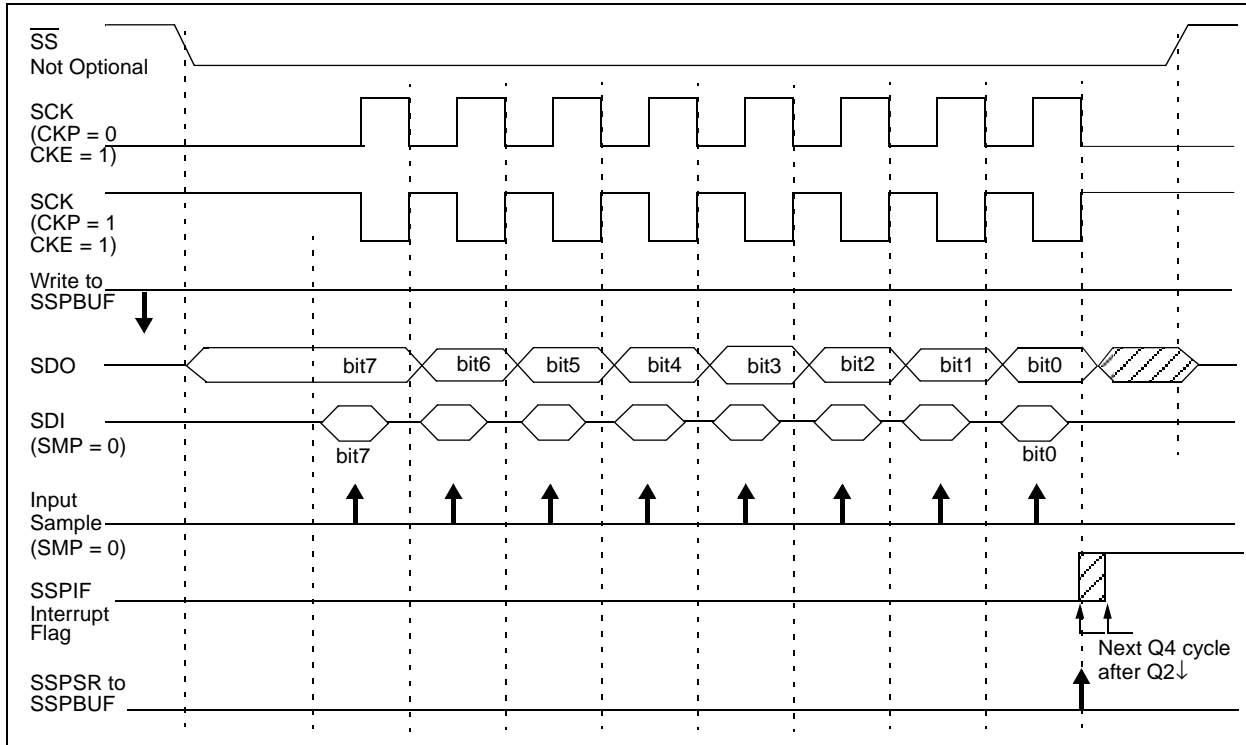 SS
Not Optional
SCK
(CKP = 0
CKE = 1)
SCK
(CKP = 1
CKE = 1)
Write to
SSPBUF
SDO
bit7 bit6 bit5 bit4 bit3 bit2 bit1 bit0
SDI
(SMP = 0)
bit7 bit0
Input
Sample
(SMP = 0)
SSPIF
Interrupt
Flag
Next Q4 cycle
after Q2↓
SSPSR to
SSPBUF